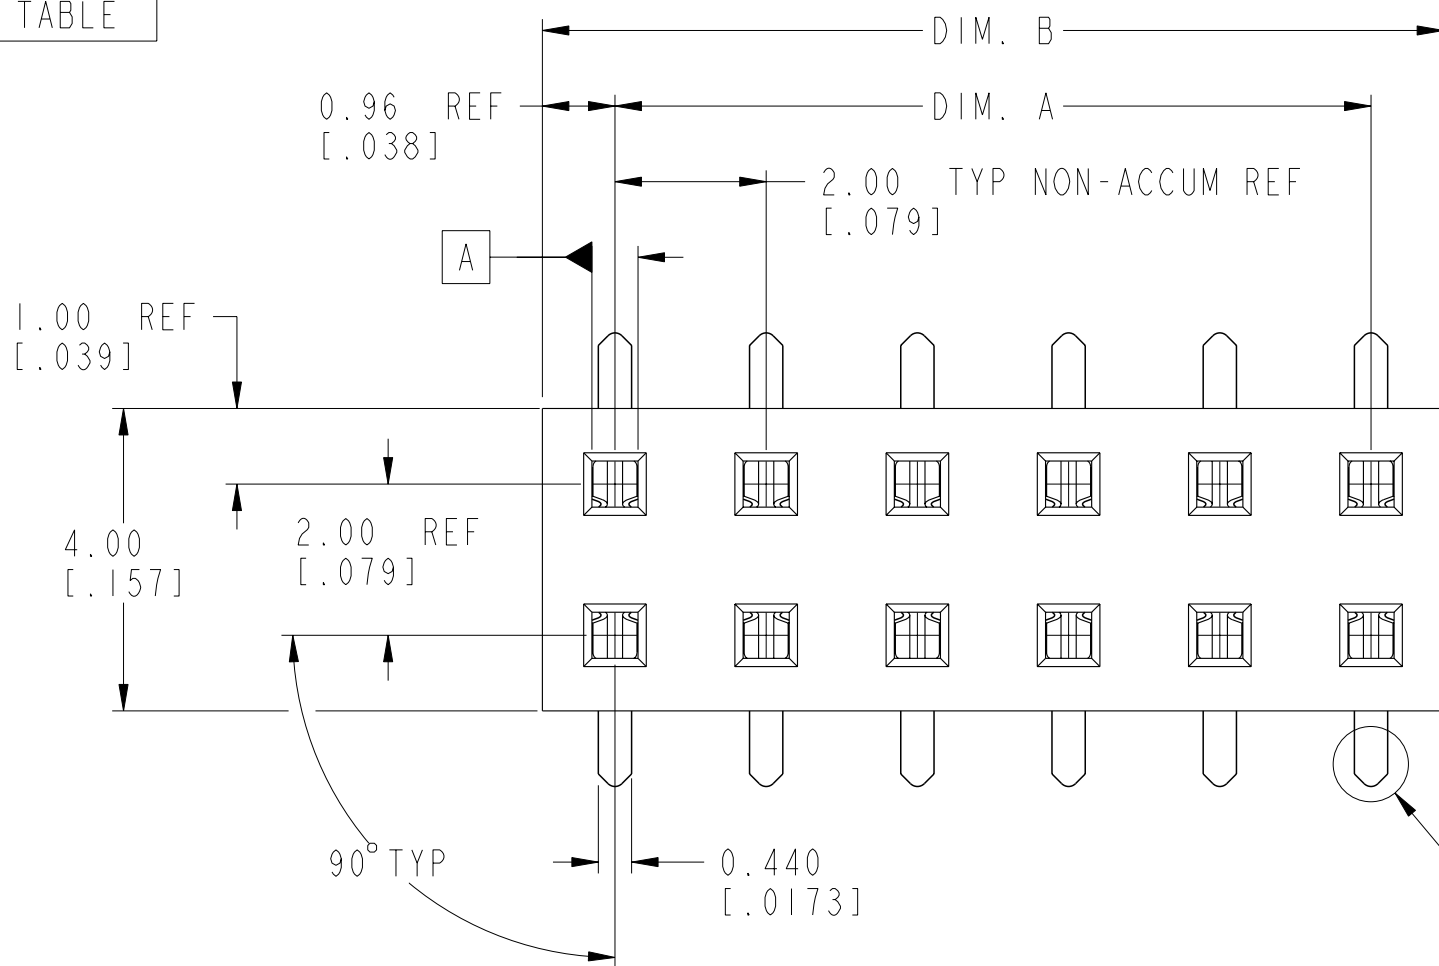 TABLE
DIM. B
0.96 REF
[.038]
DIM. A
2.00 TYP NON-ACCUM REF
[.079]
A
1.00 REF
[.039]
4.00
[.157]
2.00 REF
[.079]
90° TYP
0.440
[.0173]